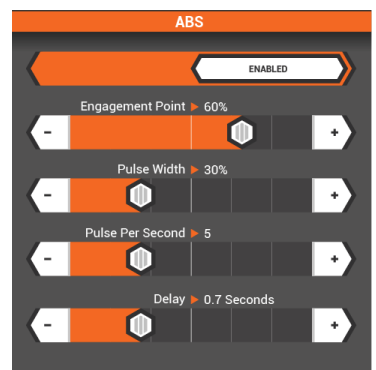 ABS
ENABLED
Engagement Point ▶ 60%
- +
Pulse Width ▶ 30%
- +
Pulse Per Second ▶ 5
- +
Delay ▶ 0.7 Seconds
- +